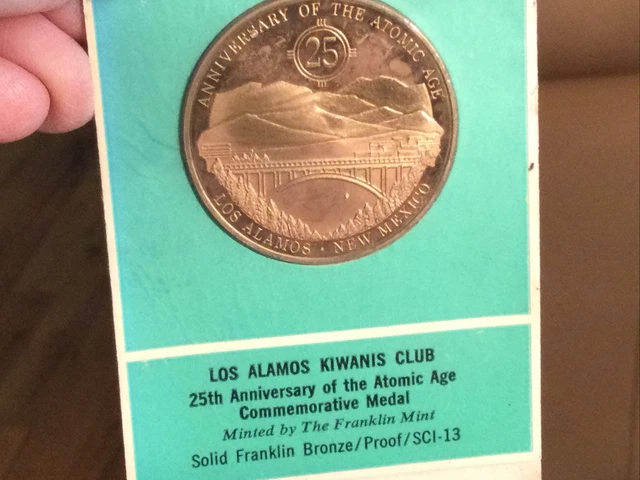 ANNIVERSARY OF THE ATOMIC AGE
25
LOS ALAMOS · NEW MEXICO
LOS ALAMOS KIWANIS CLUB
25th Anniversary of the Atomic Age
Commemorative Medal
Minted by The Franklin Mint
Solid Franklin Bronze/Proof/SCI-13